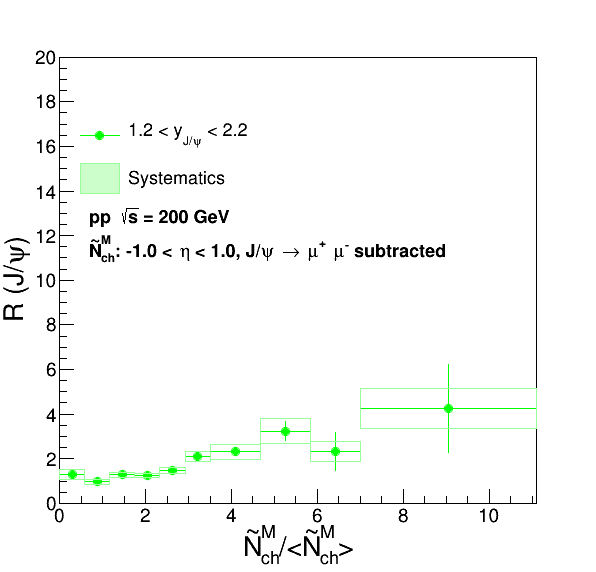 20
18
16
14
12
10
8
6
4
2
0
R (J/ψ)
1.2 < y_J/ψ < 2.2
Systematics
pp √s = 200 GeV
Ñ_ch^M: -1.0 < η < 1.0, J/ψ → μ⁺ μ⁻ subtracted
0 2 4 6 8 10
Ñ_ch^M/<Ñ_ch^M>